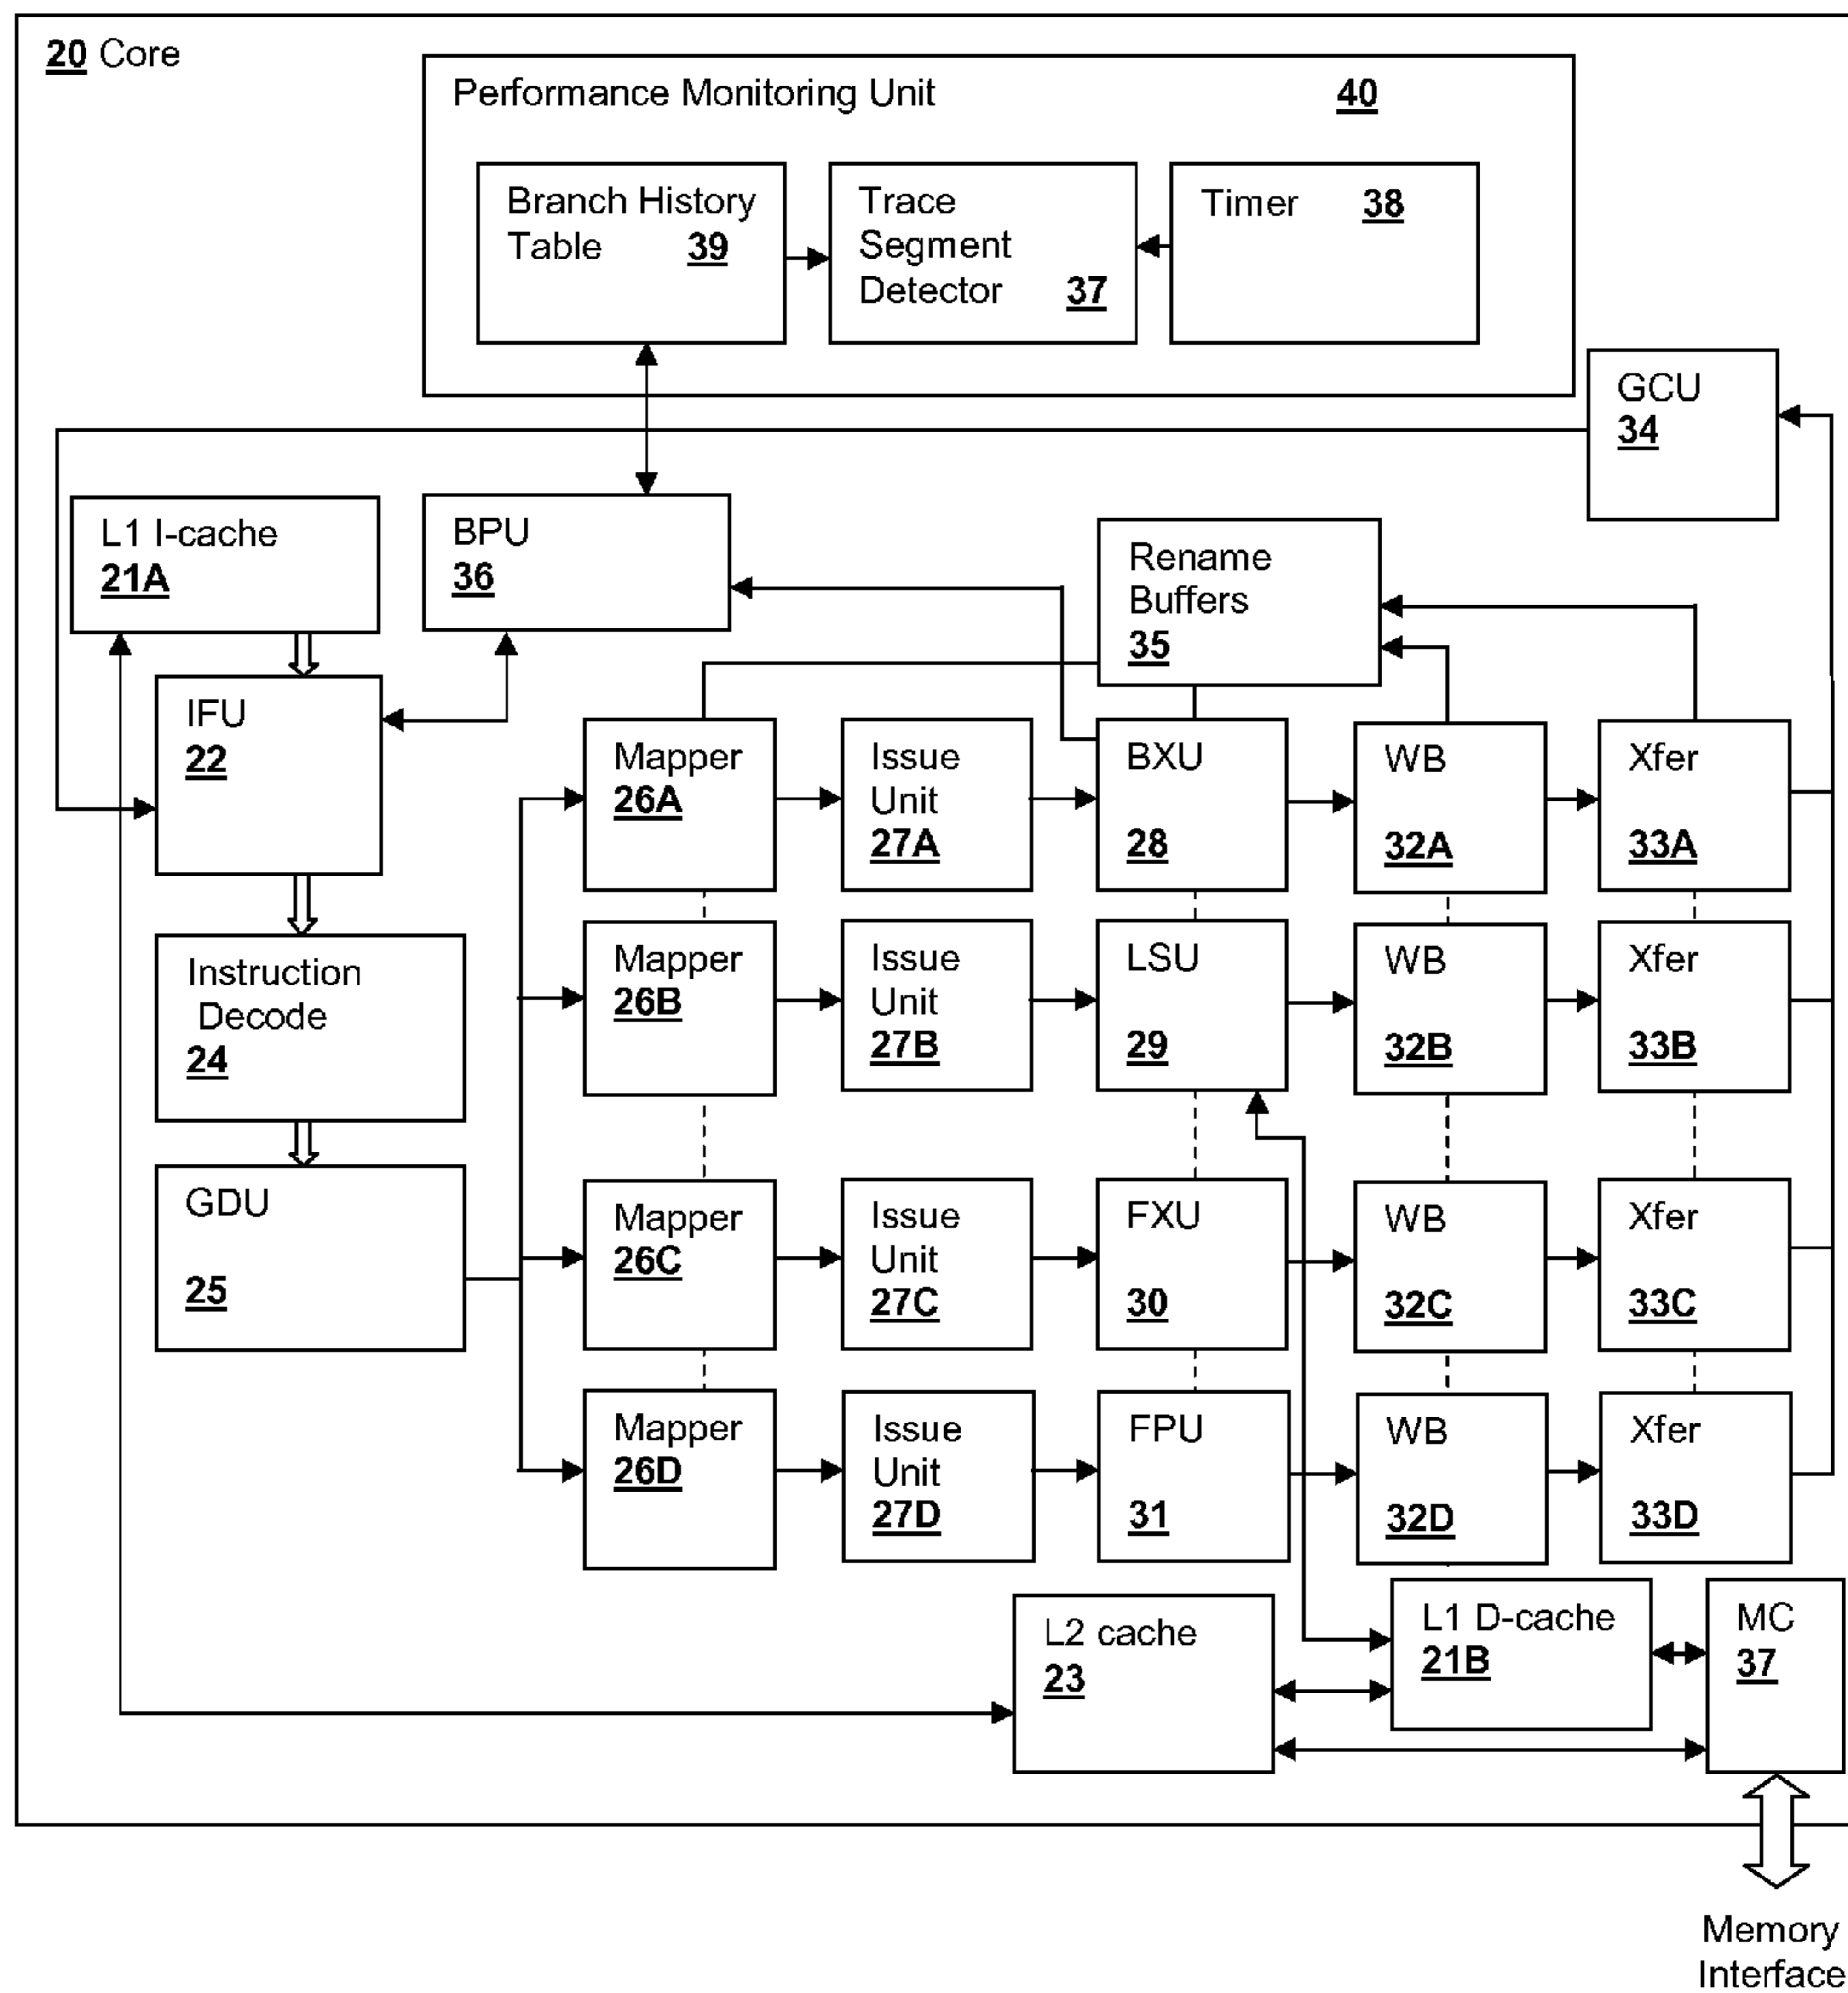 20 Core
Performance Monitoring Unit 40
Branch History
Table 39
Trace
Segment
Detector 37
Timer 38
GCU
34
L1 I-cache
21A
BPU
36
Rename
Buffers
35
IFU
22
Mapper
26A
Issue
Unit
27A
BXU
28
WB
32A
Xfer
33A
Instruction
Decode
24
Mapper
26B
Issue
Unit
27B
LSU
29
WB
32B
Xfer
33B
GDU
25
Mapper
26C
Issue
Unit
27C
FXU
30
WB
32C
Xfer
33C
Mapper
26D
Issue
Unit
27D
FPU
31
WB
32D
Xfer
33D
L2 cache
23
L1 D-cache
21B
MC
37
Memory
Interface